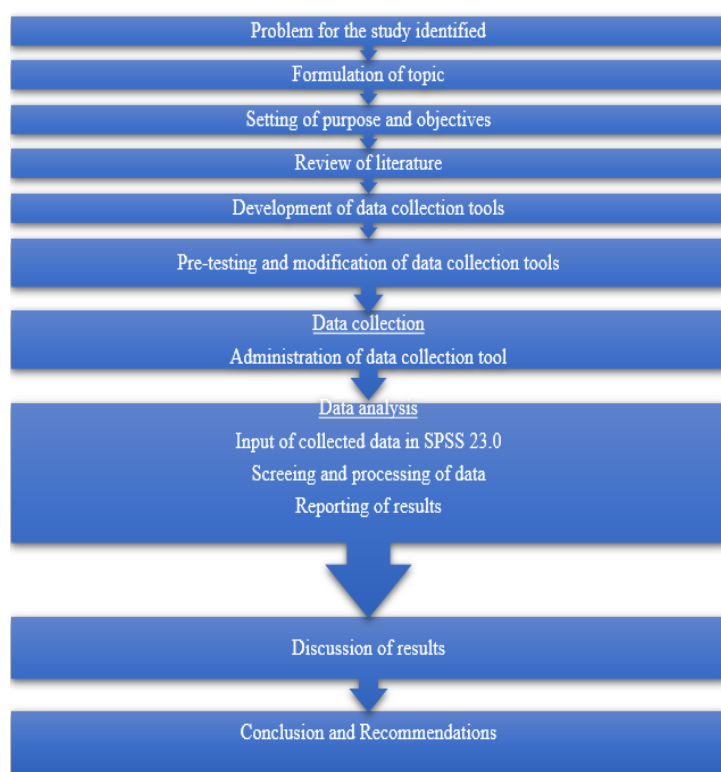 Problem for the study identified
Formulation of topic
Setting of purpose and objectives
Review of literature
Development of data collection tools
Pre-testing and modification of data collection tools
Data collection
Administration of data collection tool
Data analysis
Input of collected data in SPSS 23.0
Screeing and processing of data
Reporting of results
Discussion of results
Conclusion and Recommendations